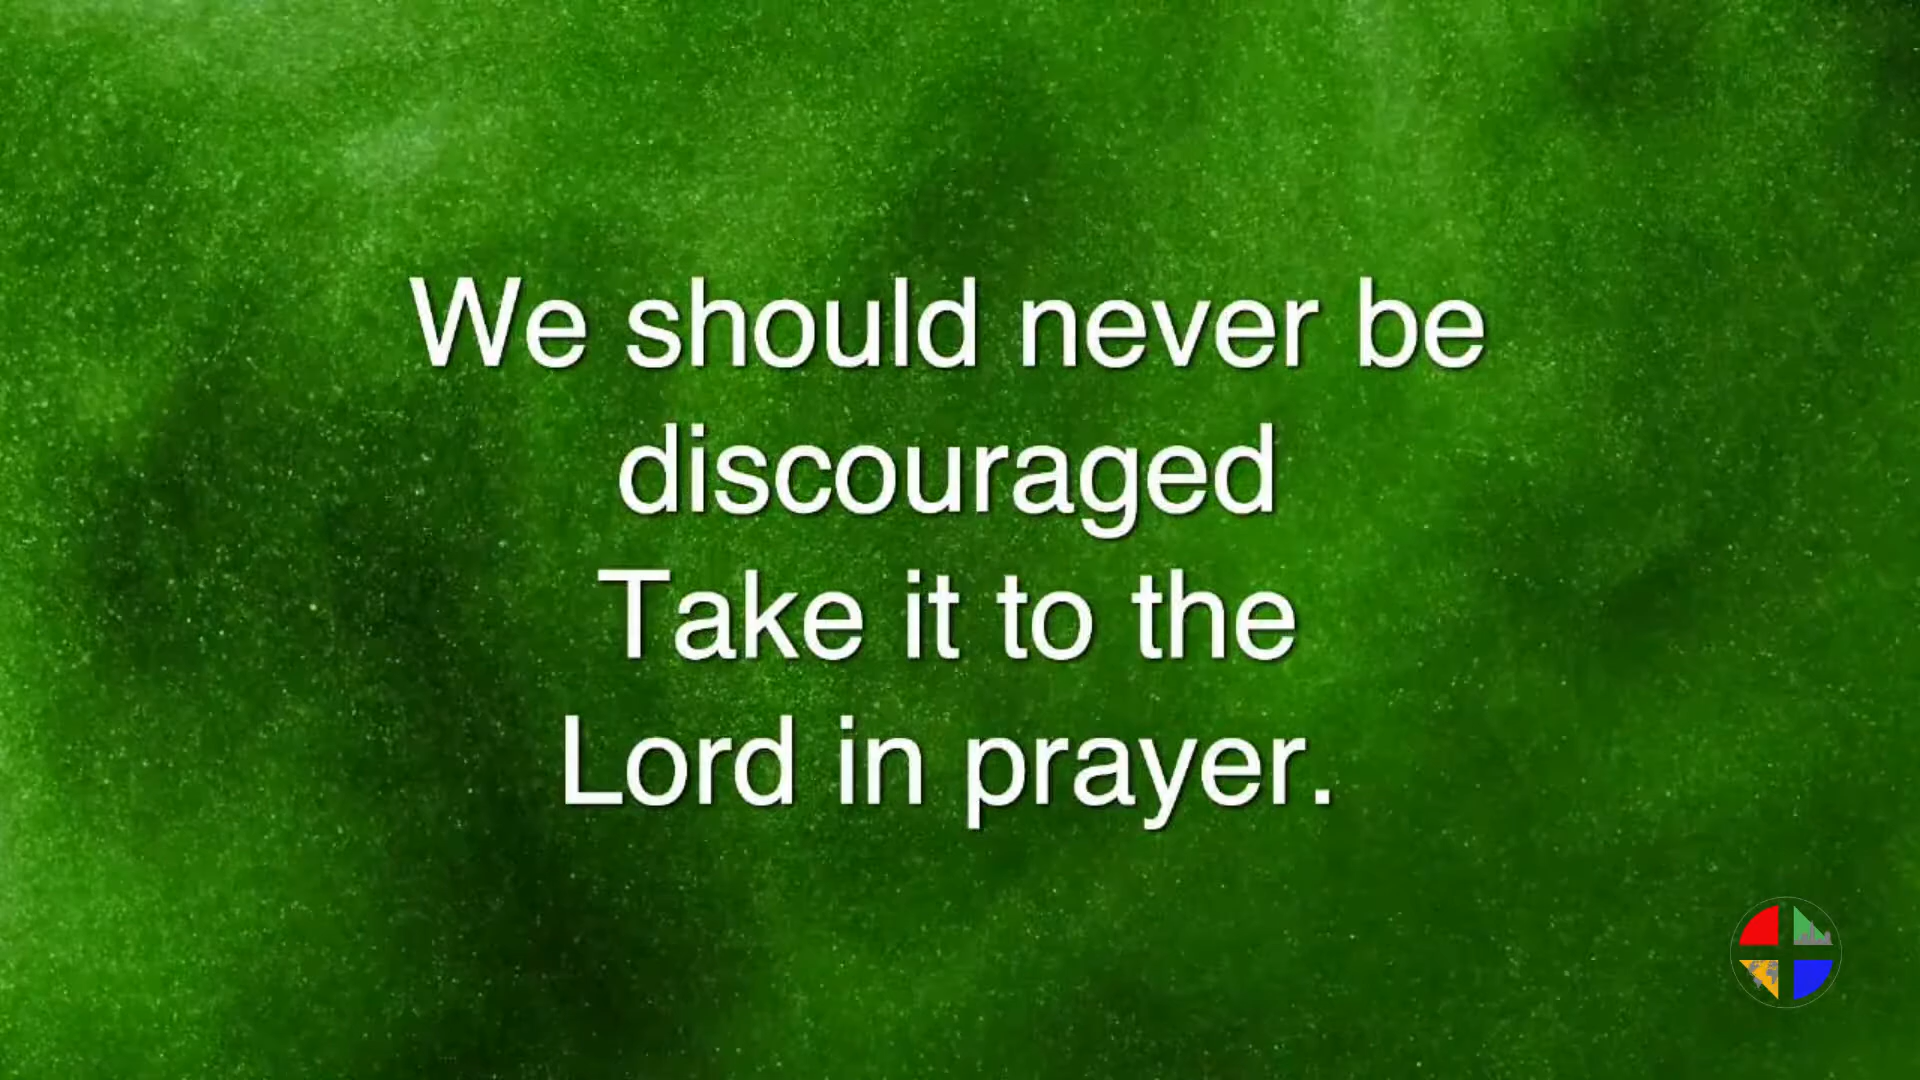 We should never be
discouraged
Take it to the
Lord in prayer.